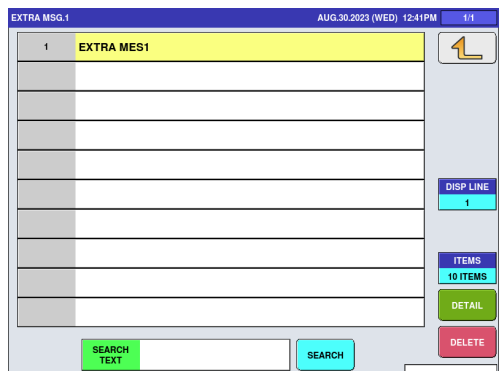 EXTRA MSG.1 AUG.30.2023 (WED) 12:41PM 1/1
1 EXTRA MES1
DISP LINE
1
ITEMS
10 ITEMS
DETAIL
DELETE
SEARCH
TEXT
SEARCH